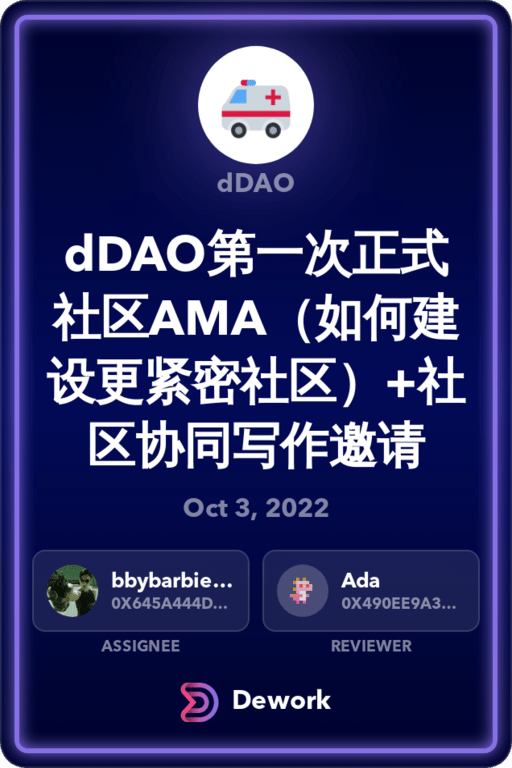 dDAO
dDAO第一次正式
社区AMA（如何建
设更紧密社区）+社
区协同写作邀请
Oct 3, 2022
bbybarbie...
0X645A444D...
Ada
0X490EE9A3...
ASSIGNEE
REVIEWER
Dework